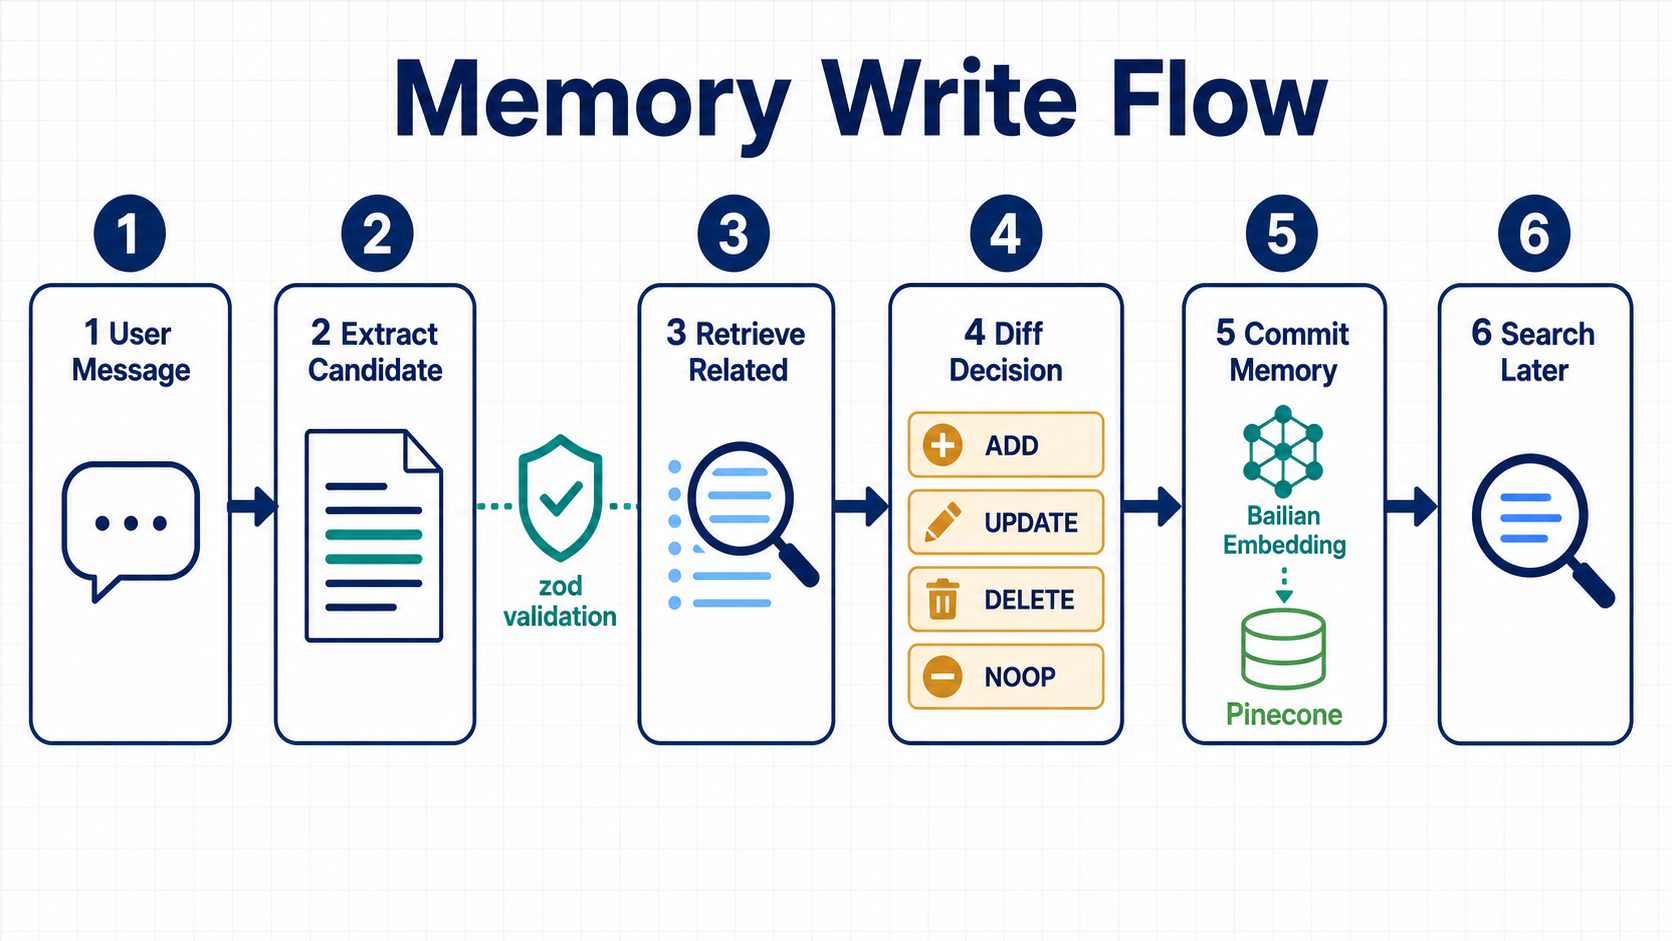 Memory Write Flow
1
2
3
4
5
6
1 User
Message
2 Extract
Candidate
zod
validation
3 Retrieve
Related
4 Diff
Decision
ADD
UPDATE
DELETE
NOOP
5 Commit
Memory
Bailian
Embedding
Pinecone
6 Search
Later